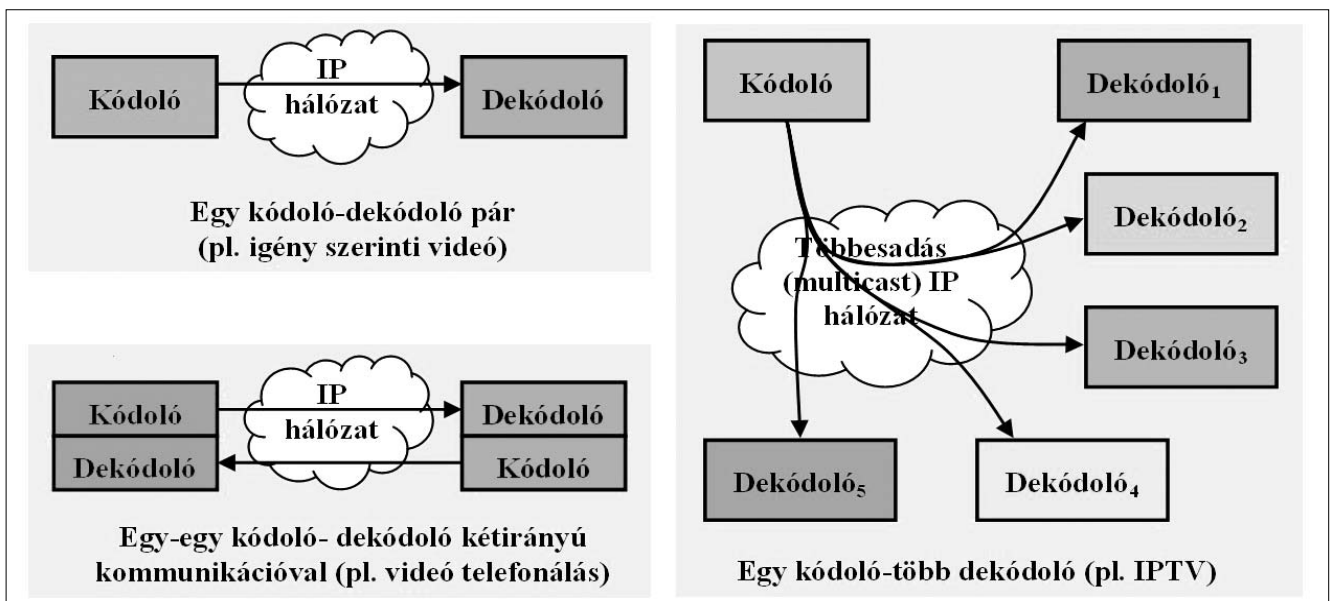 Kódoló
IP
hálózat
Dekódoló
Egy kódoló-dekódoló pár
(pl. igény szerinti videó)
Kódoló
Dekódoló
IP
hálózat
Dekódoló
Kódoló
Egy-egy kódoló- dekódoló kétirányú
kommunikációval (pl. videó telefonálás)
Kódoló
Dekódoló₁
Dekódoló₂
Többesadás
(multicast) IP
hálózat
Dekódoló₃
Dekódoló₅
Dekódoló₄
Egy kódoló-több dekódoló (pl. IPTV)